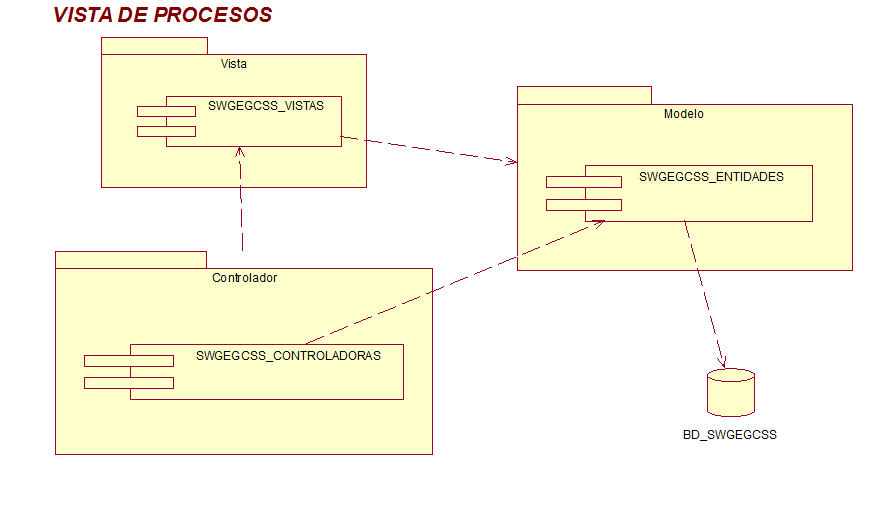 VISTA DE PROCESOS
Vista
SWGEGCSS_VISTAS
Modelo
SWGEGCSS_ENTIDADES
Controlador
SWGEGCSS_CONTROLADORAS
BD_SWGEGCSS